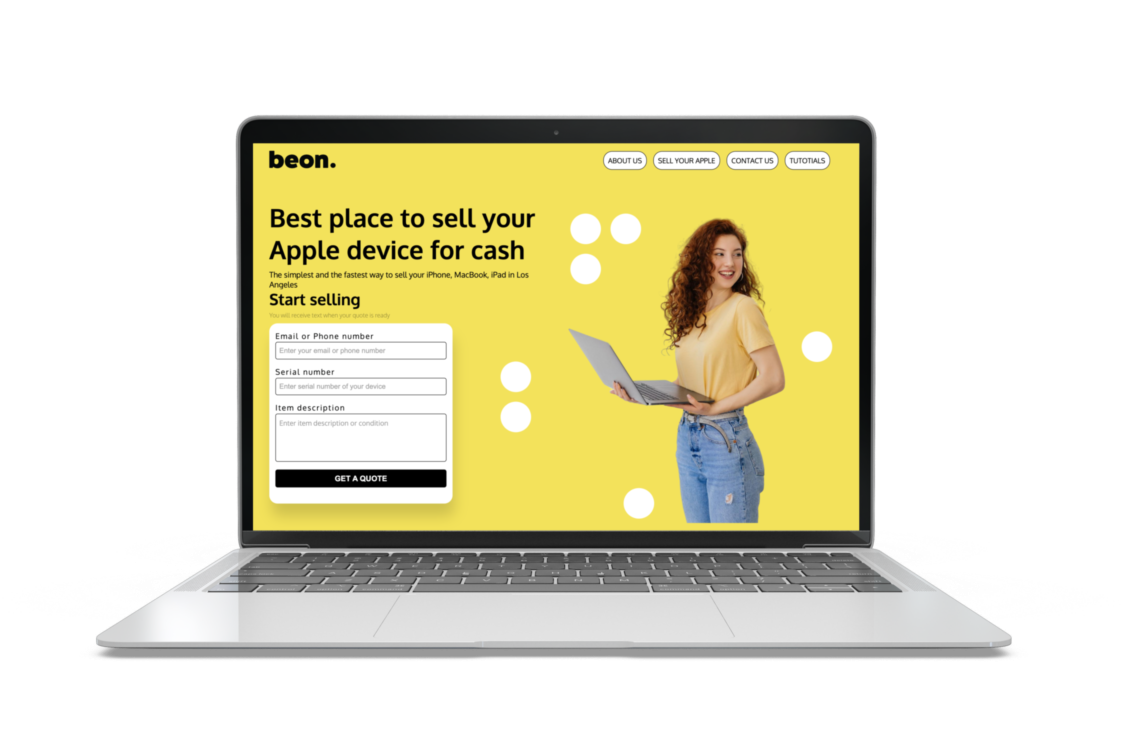 beon.
ABOUT US
SELL YOUR APPLE
CONTACT US
TUTOTIALS
Best place to sell your
Apple device for cash
The simplest and the fastest way to sell your iPhone, MacBook, iPad in Los
Angeles
Start selling
You will receive text when your quote is ready
Email or Phone number
Enter your email or phone number
Serial number
Enter serial number of your device
Item description
Enter item description or condition
GET A QUOTE